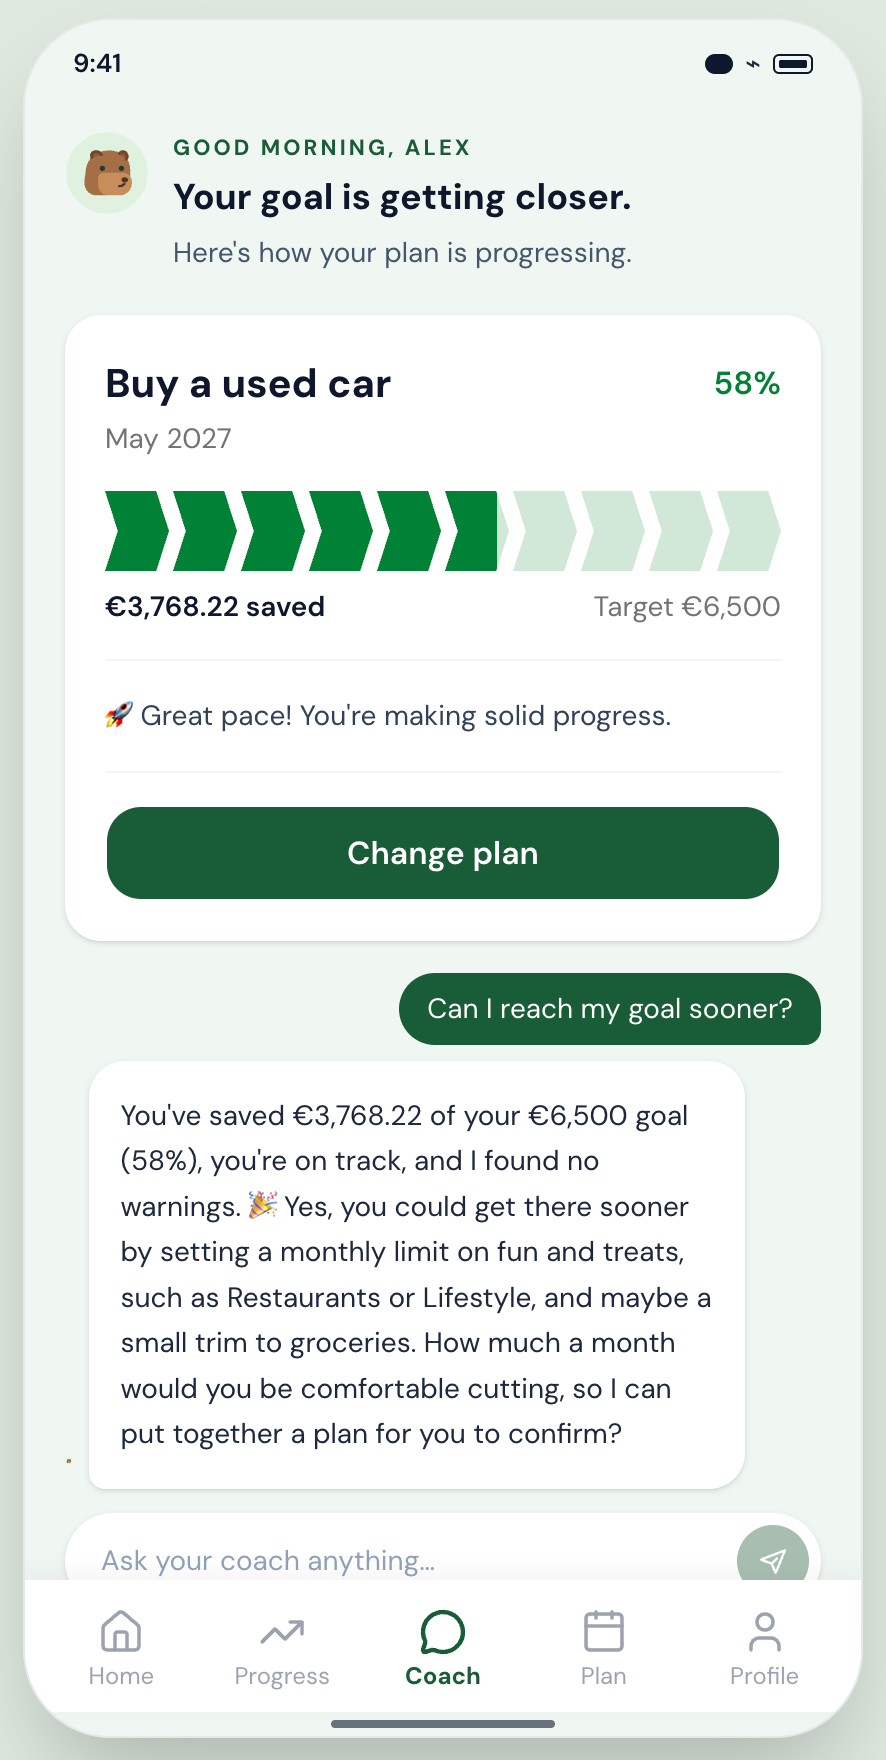 9:41
GOOD MORNING, ALEX
Your goal is getting closer.
Here's how your plan is progressing.
Buy a used car
58%
May 2027
€3,768.22 saved
Target €6,500
🚀 Great pace! You're making solid progress.
Change plan
Can I reach my goal sooner?
You've saved €3,768.22 of your €6,500 goal
(58%), you're on track, and I found no
warnings. 🎉 Yes, you could get there sooner
by setting a monthly limit on fun and treats,
such as Restaurants or Lifestyle, and maybe a
small trim to groceries. How much a month
would you be comfortable cutting, so I can
put together a plan for you to confirm?
Ask your coach anything...
Home
Progress
Coach
Plan
Profile